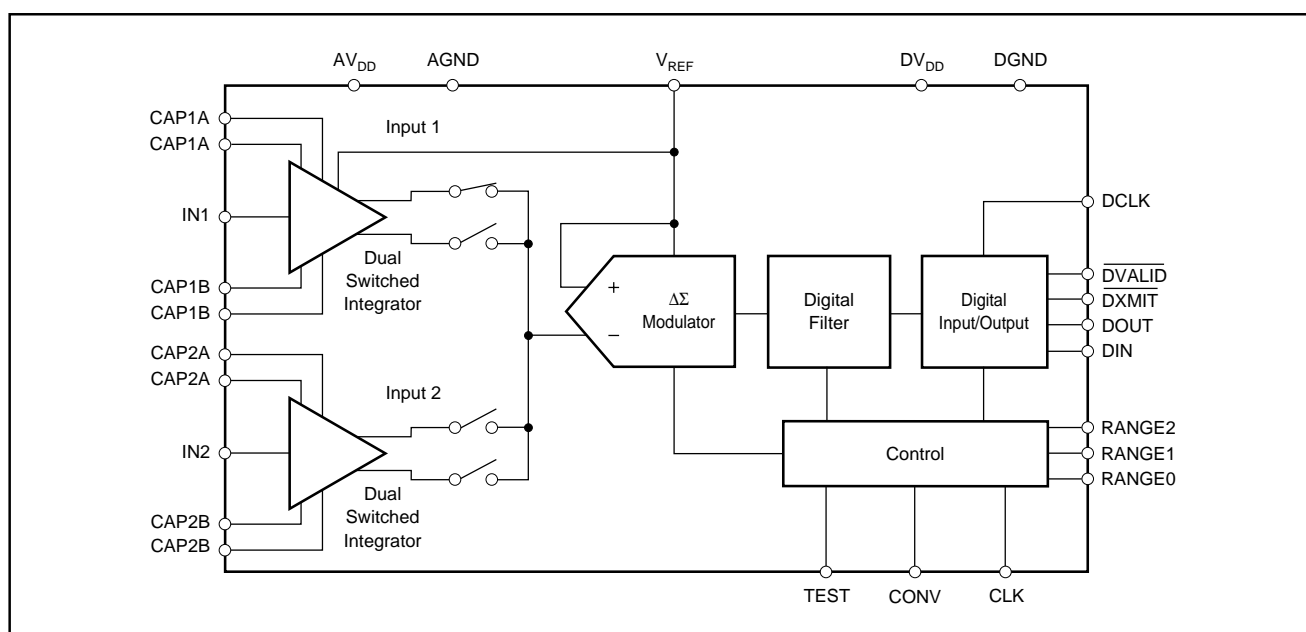 AVDD
AGND
VREF
DVDD
DGND
CAP1A
CAP1A
Input 1
IN1
DCLK
Dual
Switched
Integrator
CAP1B
CAP1B
+
−
ΔΣ
Modulator
Digital
Filter
Digital
Input/Output
DVALID
DXMIT
DOUT
DIN
CAP2A
CAP2A
Input 2
IN2
Dual
Switched
Integrator
CAP2B
CAP2B
Control
RANGE2
RANGE1
RANGE0
TEST
CONV
CLK